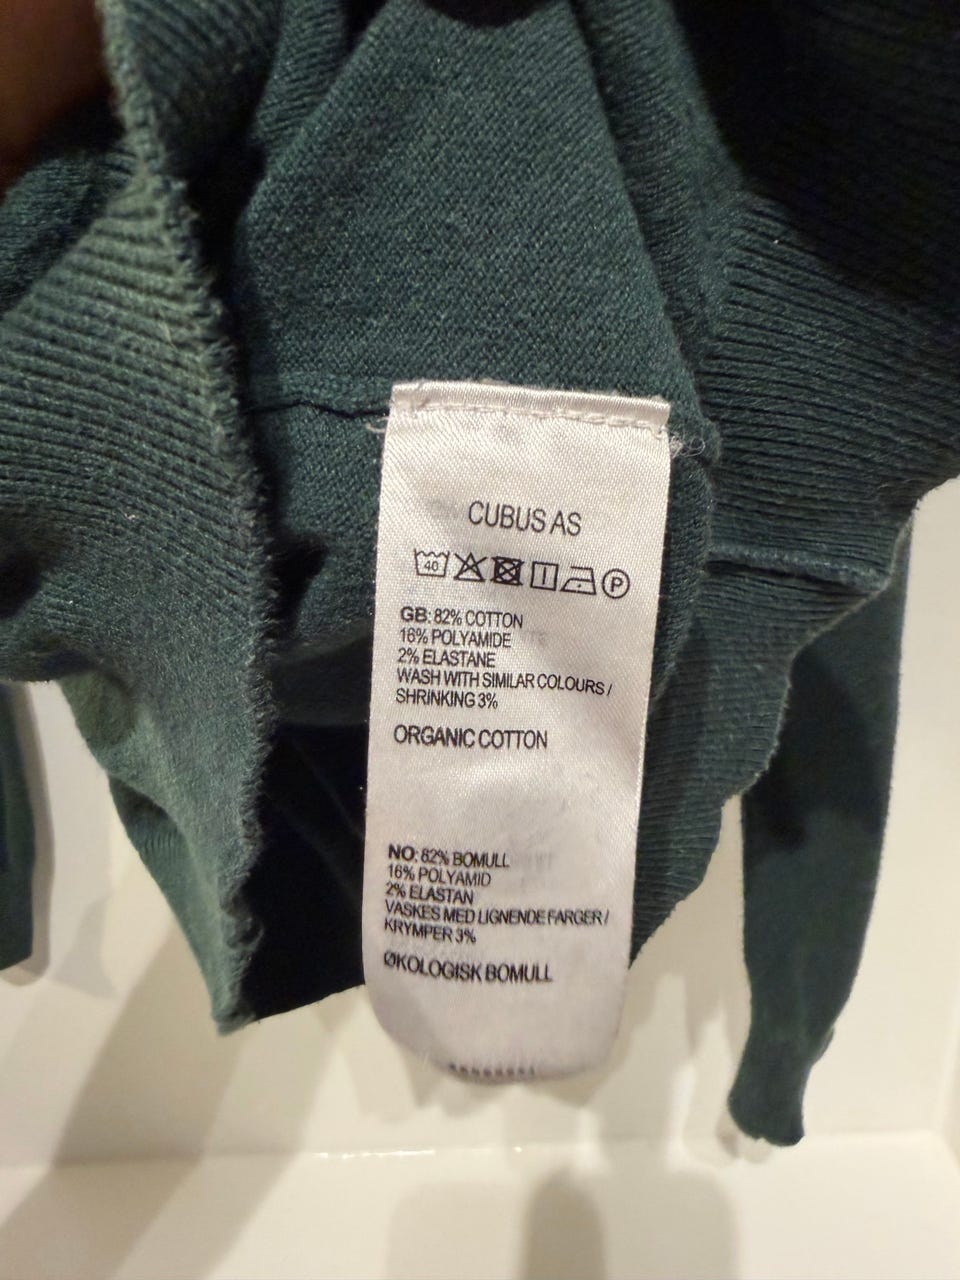 CUBUS AS
40 P
GB: 82% COTTON
16% POLYAMIDE
2% ELASTANE
WASH WITH SIMILAR COLOURS /
SHRINKING 3%
ORGANIC COTTON
NO: 82% BOMULL
16% POLYAMID
2% ELASTAN
VASKES MED LIGNENDE FARGER /
KRYMPER 3%
ØKOLOGISK BOMULL